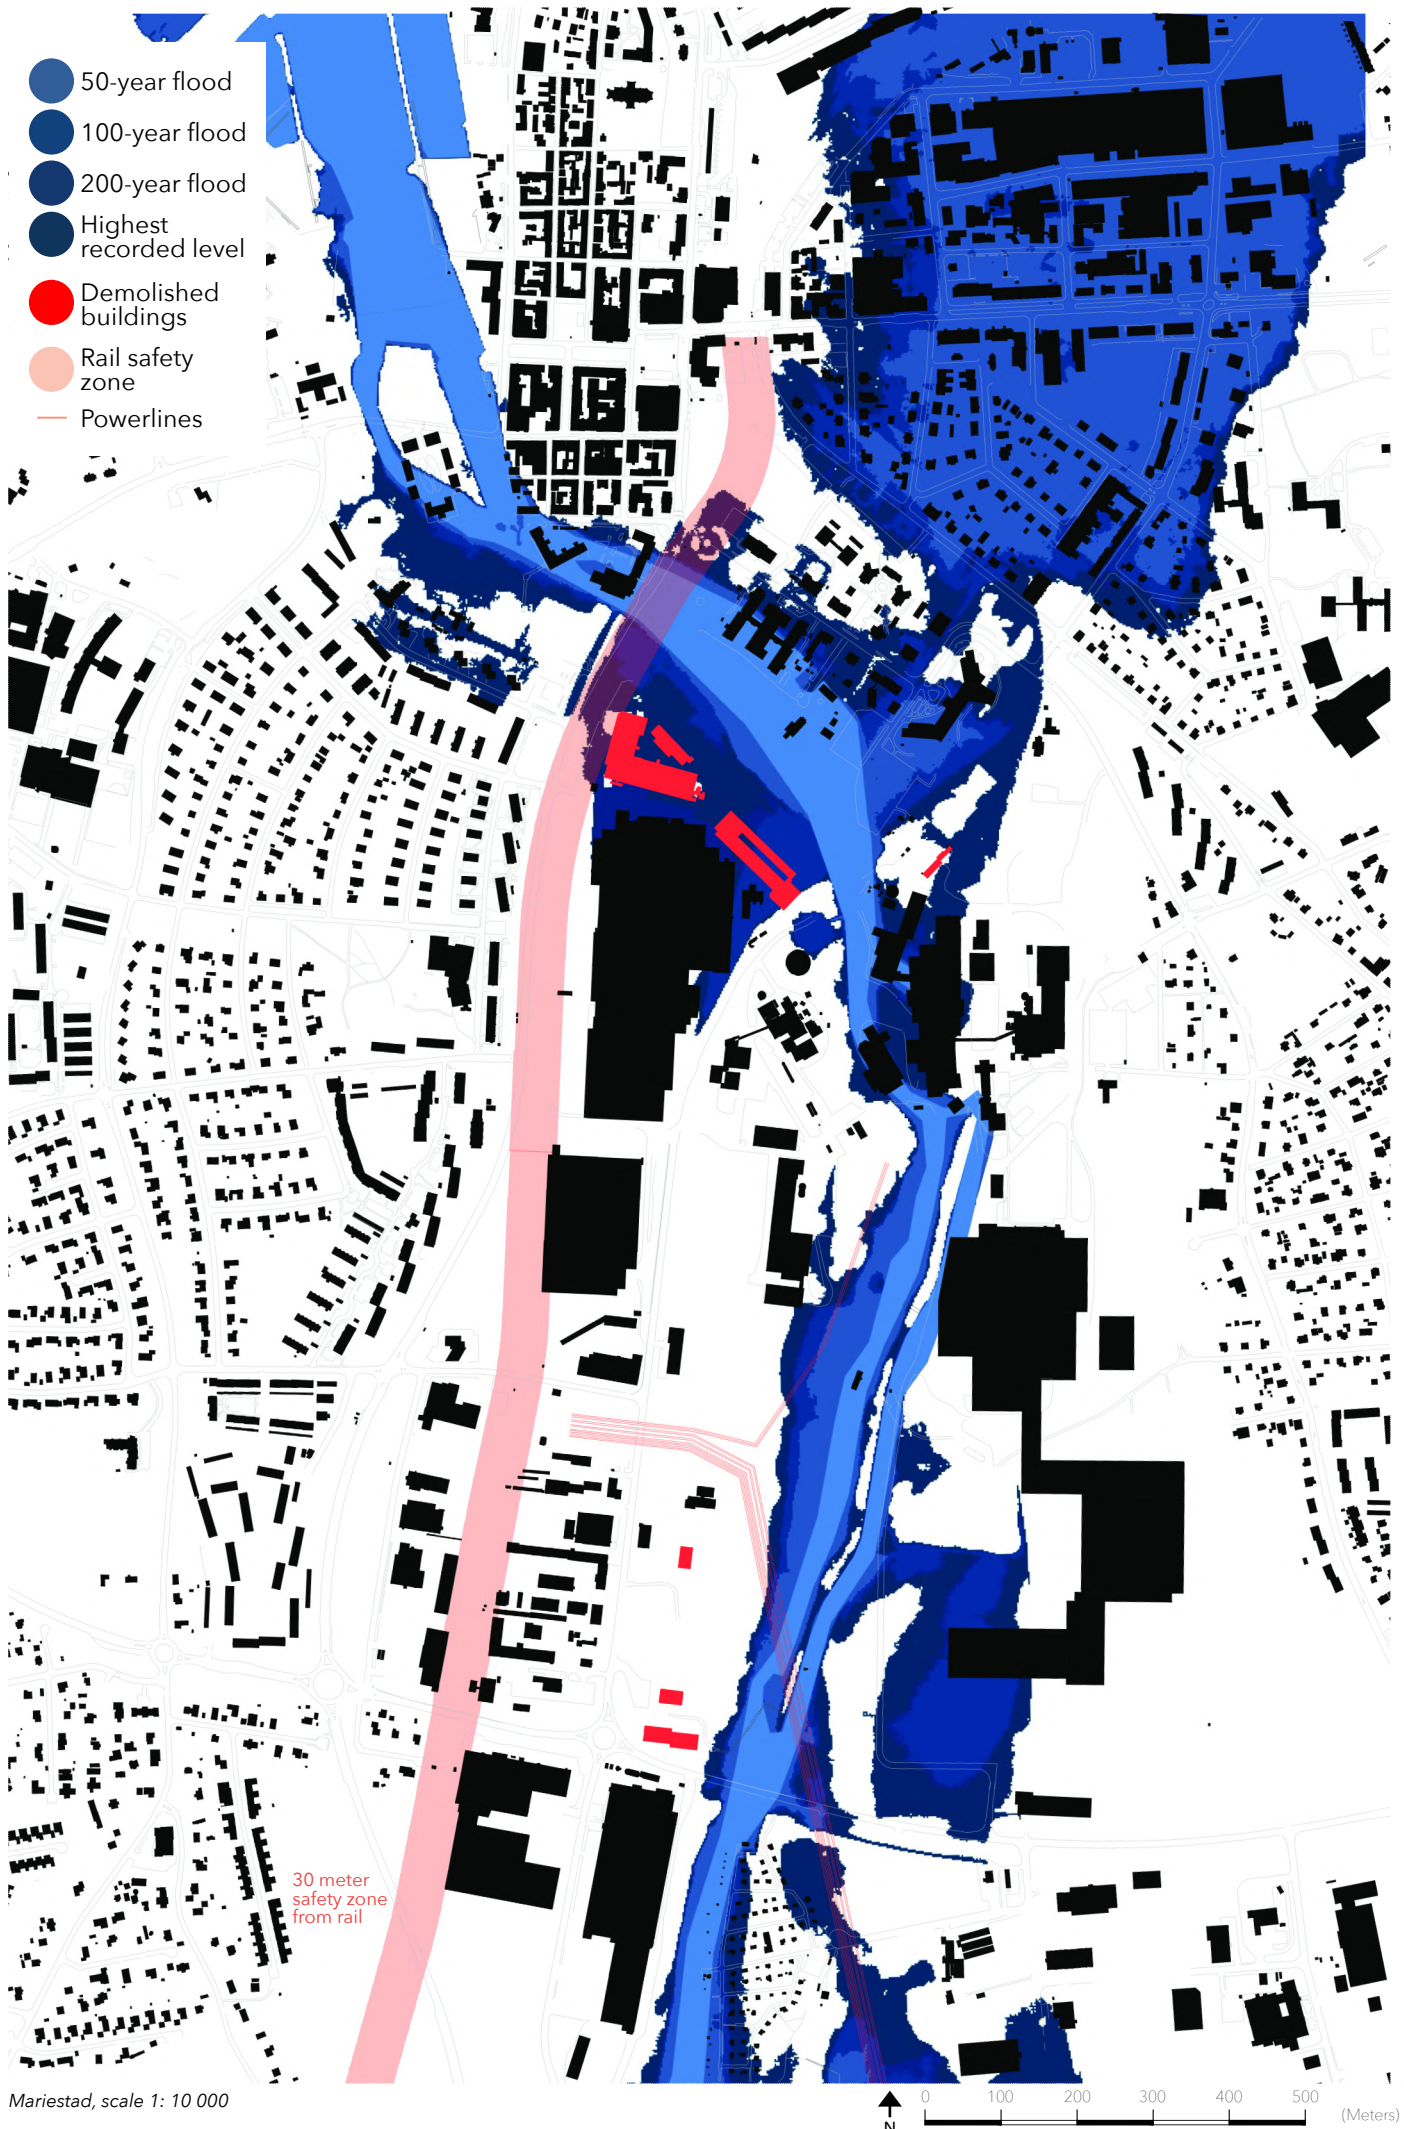 50-year flood
100-year flood
200-year flood
Highest
recorded level
Demolished
buildings
Rail safety
zone
Powerlines
30 meter
safety zone
from rail
Mariestad, scale 1: 10 000
N
0 100 200 300 400 500
(Meters)